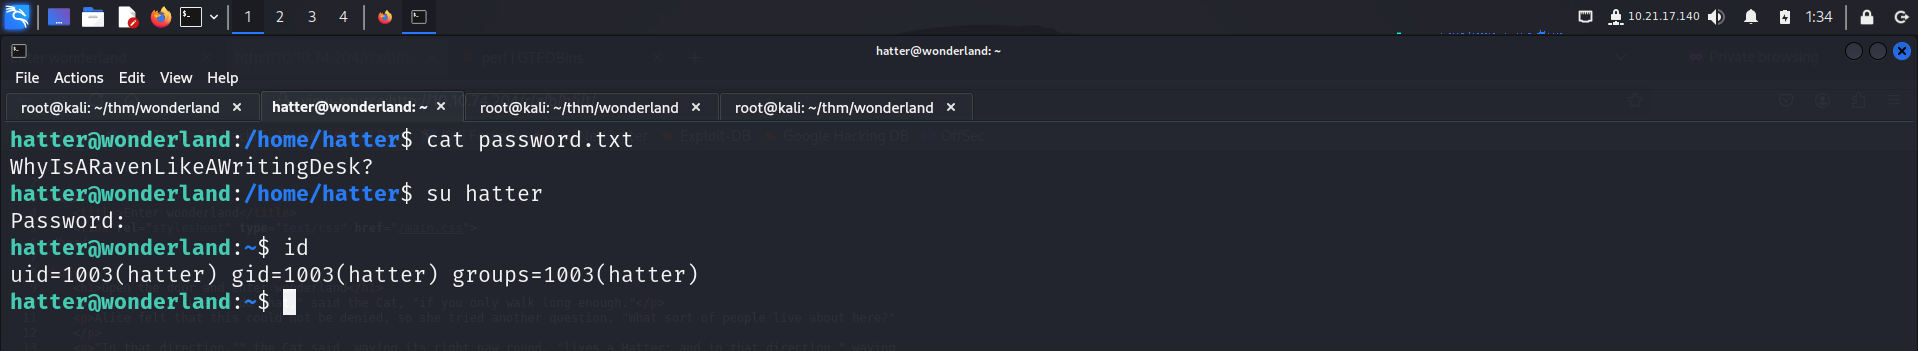 1 2 3 4 10.21.17.140 1:34
hatter@wonderland: ~
File Actions Edit View Help
root@kali: ~/thm/wonderland × hatter@wonderland: ~ × root@kali: ~/thm/wonderland × root@kali: ~/thm/wonderland ×
hatter@wonderland:/home/hatter$ cat password.txt
WhyIsARavenLikeAWritingDesk?
hatter@wonderland:/home/hatter$ su hatter
Password:
hatter@wonderland:~$ id
uid=1003(hatter) gid=1003(hatter) groups=1003(hatter)
hatter@wonderland:~$